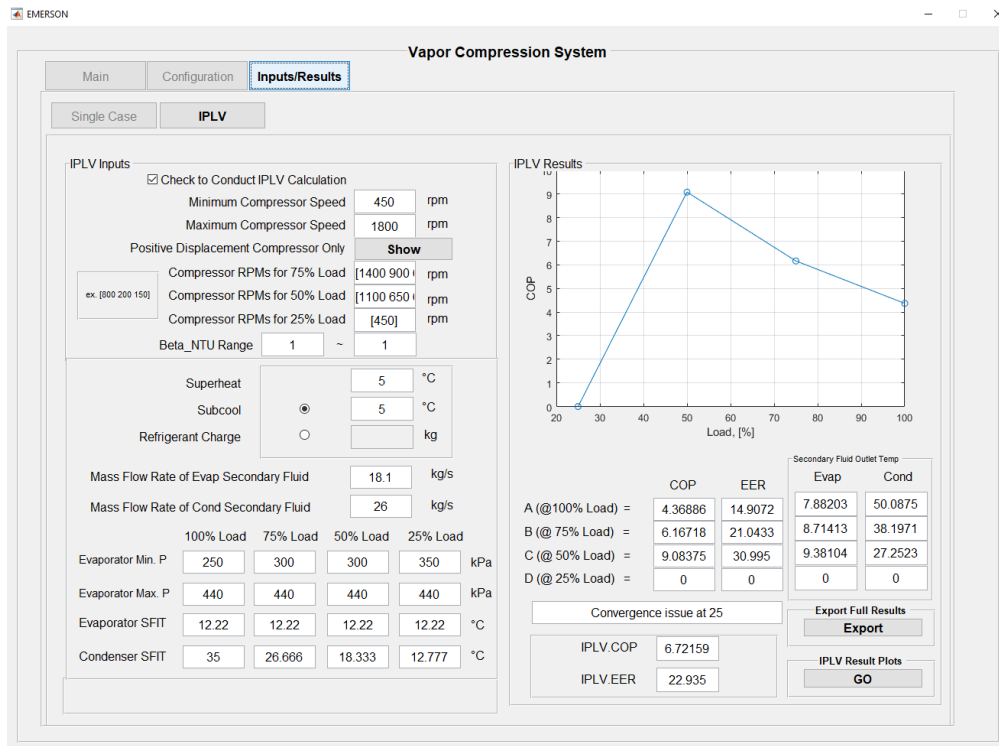 EMERSON
Vapor Compression System
Main Configuration Inputs/Results
Single Case IPLV
IPLV Inputs
Check to Conduct IPLV Calculation
Minimum Compressor Speed 450 rpm
Maximum Compressor Speed 1800 rpm
Positive Displacement Compressor Only Show
ex. [800 200 150]
Compressor RPMs for 75% Load [1400 900 rpm
Compressor RPMs for 50% Load [1100 650 rpm
Compressor RPMs for 25% Load [450] rpm
Beta_NTU Range 1 ~ 1
Superheat 5 °C
Subcool 5 °C
Refrigerant Charge kg
Mass Flow Rate of Evap Secondary Fluid 18.1 kg/s
Mass Flow Rate of Cond Secondary Fluid 26 kg/s
100% Load 75% Load 50% Load 25% Load
Evaporator Min. P 250 300 300 350 kPa
Evaporator Max. P 440 440 440 440 kPa
Evaporator SFIT 12.22 12.22 12.22 12.22 °C
Condenser SFIT 35 26.666 18.333 12.777 °C
IPLV Results
10
9
8
7
6
5
4
3
2
1
0
COP
20 30 40 50 60 70 80 90 100
Load, [%]
Secondary Fluid Outlet Temp
COP EER Evap Cond
A (@100% Load) = 4.36886 14.9072 7.88203 50.0875
B (@ 75% Load) = 6.16718 21.0433 8.71413 38.1971
C (@ 50% Load) = 9.08375 30.995 9.38104 27.2523
D (@ 25% Load) = 0 0 0 0
Convergence issue at 25
IPLV.COP 6.72159
IPLV.EER 22.935
Export Full Results
Export
IPLV Result Plots
GO